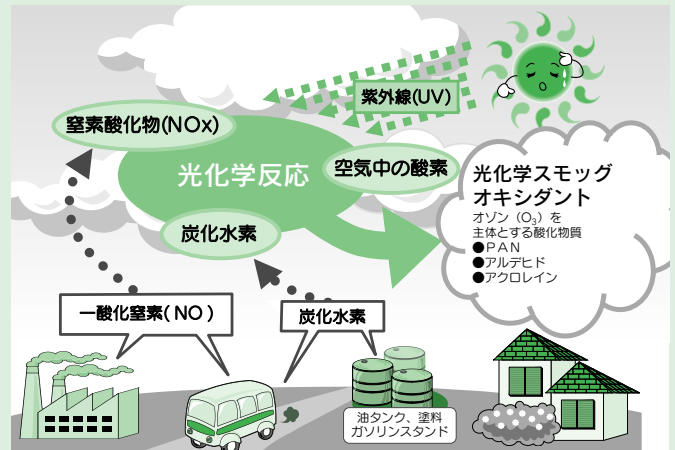 紫外線(UV)
窒素酸化物(NOx)
光化学反応
空気中の酸素
炭化水素
光化学スモッグ
オキシダント
オゾン（O₃）を
主体とする酸化物質
●PAN
●アルデヒド
●アクロレイン
一酸化窒素( NO )
炭化水素
油タンク、塗料
ガソリンスタンド